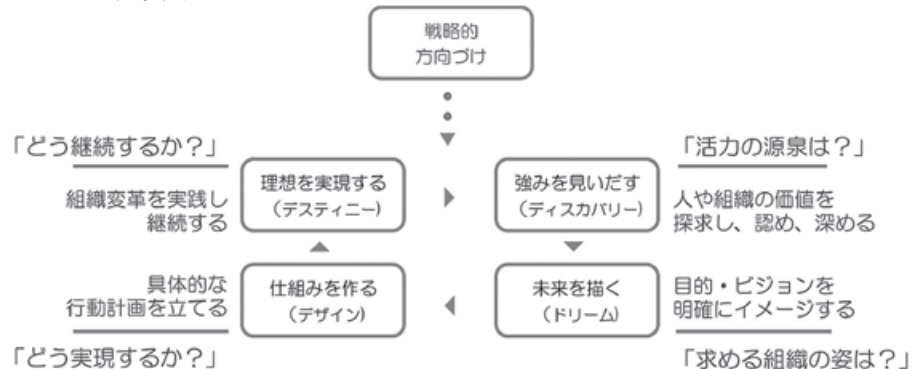 戦略的
方向づけ
「どう継続するか？」
組織変革を実践し
継続する
理想を実現する
（デスティニー）
強みを見いだす
（ディスカバリー）
「活力の源泉は？」
人や組織の価値を
探求し、認め、深める
具体的な
行動計画を立てる
「どう実現するか？」
仕組みを作る
（デザイン）
未来を描く
（ドリーム）
目的・ビジョンを
明確にイメージする
「求める組織の姿は？」